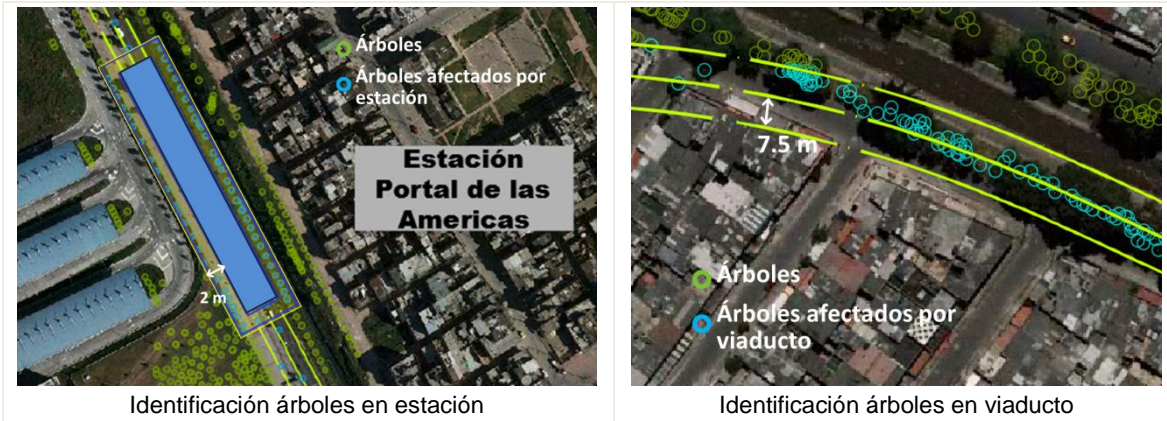 Árboles
Árboles afectados por
estación
Estación
Portal de las
Americas
2 m
Identificación árboles en estación
7.5 m
Árboles
Árboles afectados por
viaducto
Identificación árboles en viaducto